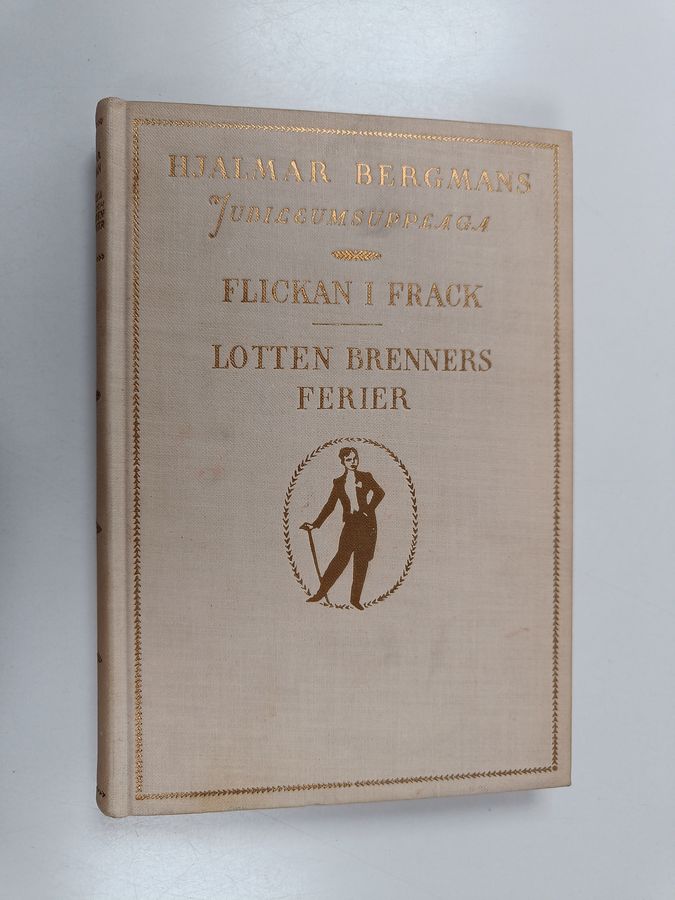 HJALMAR BERGMANS
JUBILEUMSUPPLAGA
FLICKAN I FRACK
LOTTEN BRENNERS
FERIER